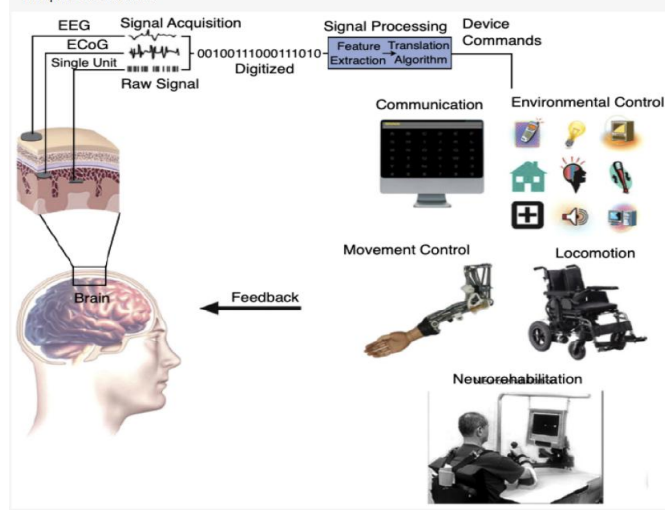 EEG
ECoG
Single Unit
Signal Acquisition
Raw Signal
00100111000111010
Digitized
Signal Processing
Feature Extraction
Translation Algorithm
Device
Commands
Communication
Environmental Control
Movement Control
Locomotion
Brain
Feedback
Neurorehabilitation